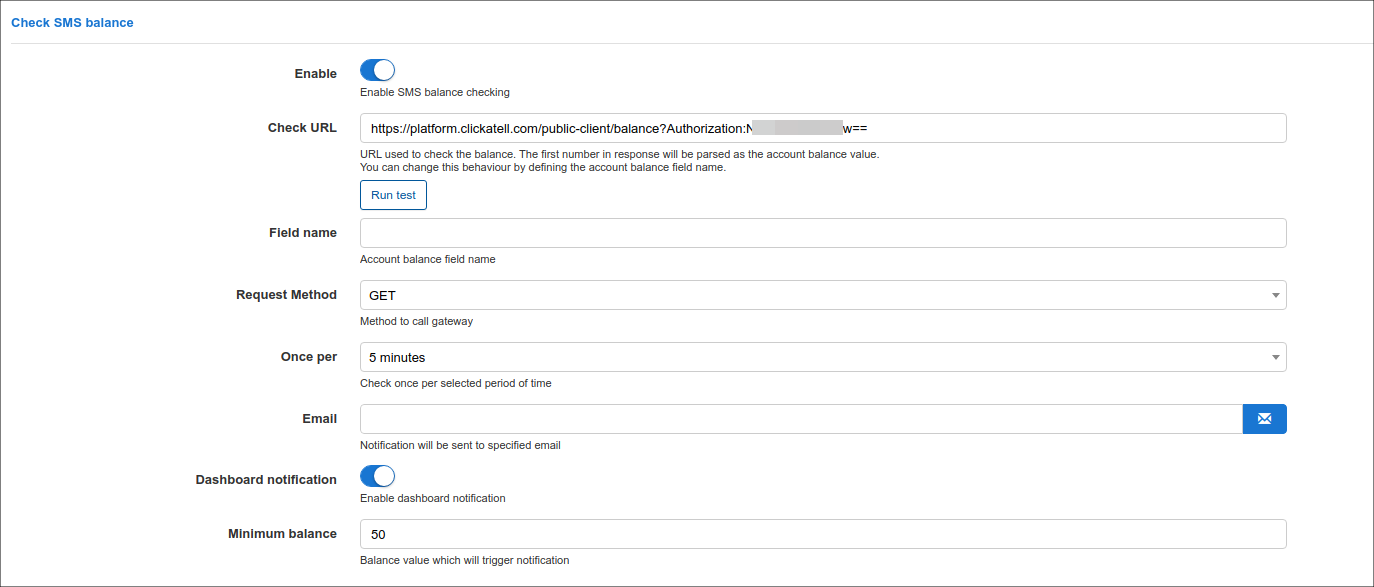 Check SMS balance
Enable
Enable SMS balance checking
Check URL https://platform.clickatell.com/public-client/balance?Authorization:N w==
URL used to check the balance. The first number in response will be parsed as the account balance value.
You can change this behaviour by defining the account balance field name.
Run test
Field name
Account balance field name
Request Method GET
Method to call gateway
Once per 5 minutes
Check once per selected period of time
Email
Notification will be sent to specified email
Dashboard notification
Enable dashboard notification
Minimum balance 50
Balance value which will trigger notification